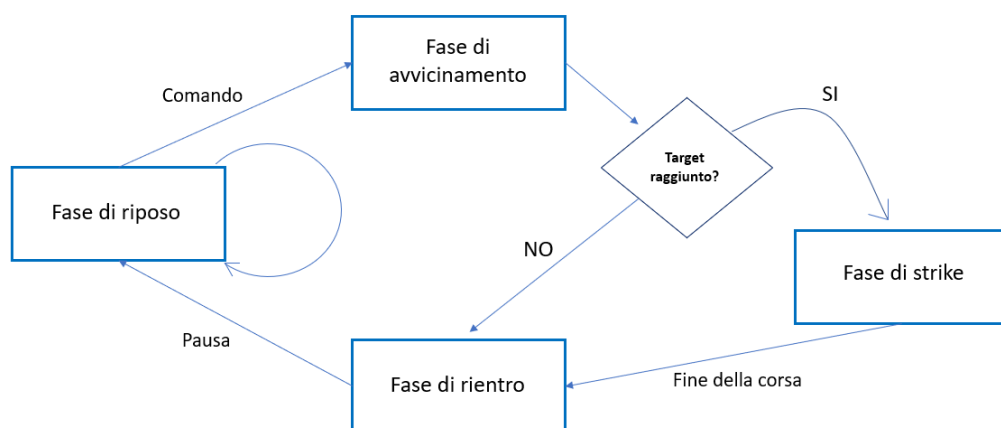 Fase di
avvicinamento
Comando
SI
Target
raggiunto?
Fase di riposo
NO
Fase di strike
Pausa
Fase di rientro
Fine della corsa